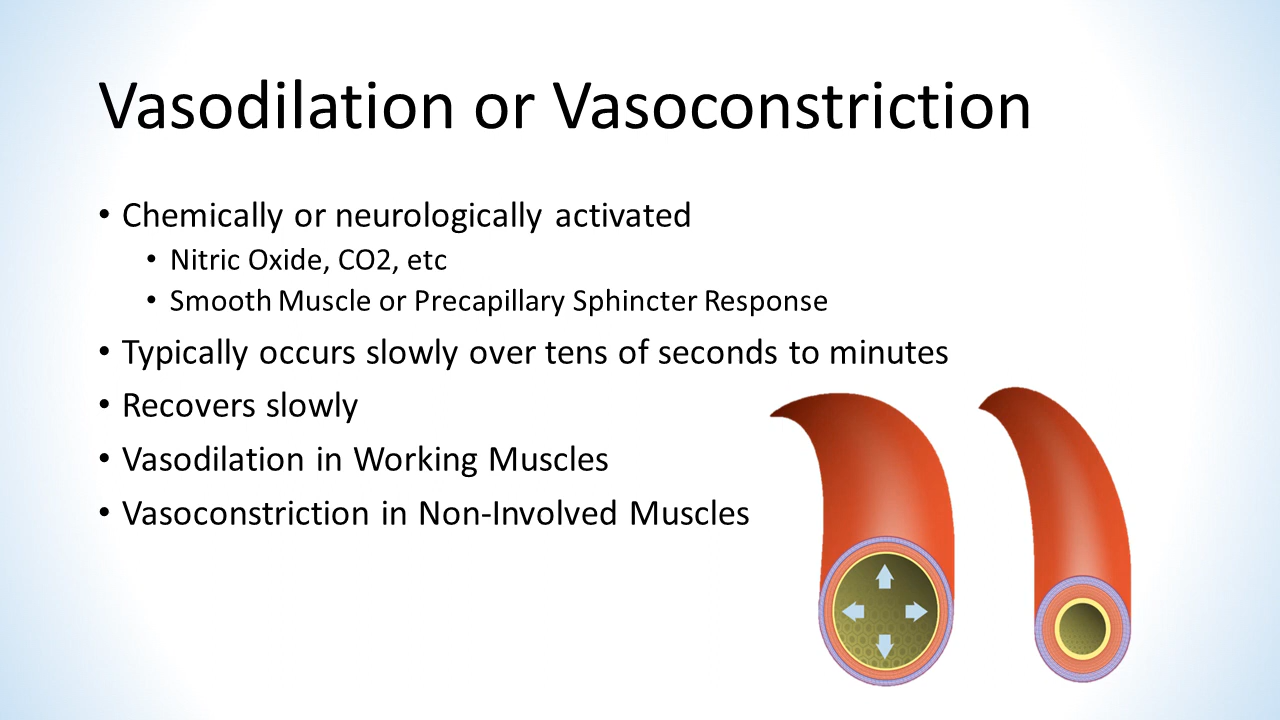 Vasodilation or Vasoconstriction
• Chemically or neurologically activated
• Nitric Oxide, CO2, etc
• Smooth Muscle or Precapillary Sphincter Response
• Typically occurs slowly over tens of seconds to minutes
• Recovers slowly
• Vasodilation in Working Muscles
• Vasoconstriction in Non-Involved Muscles